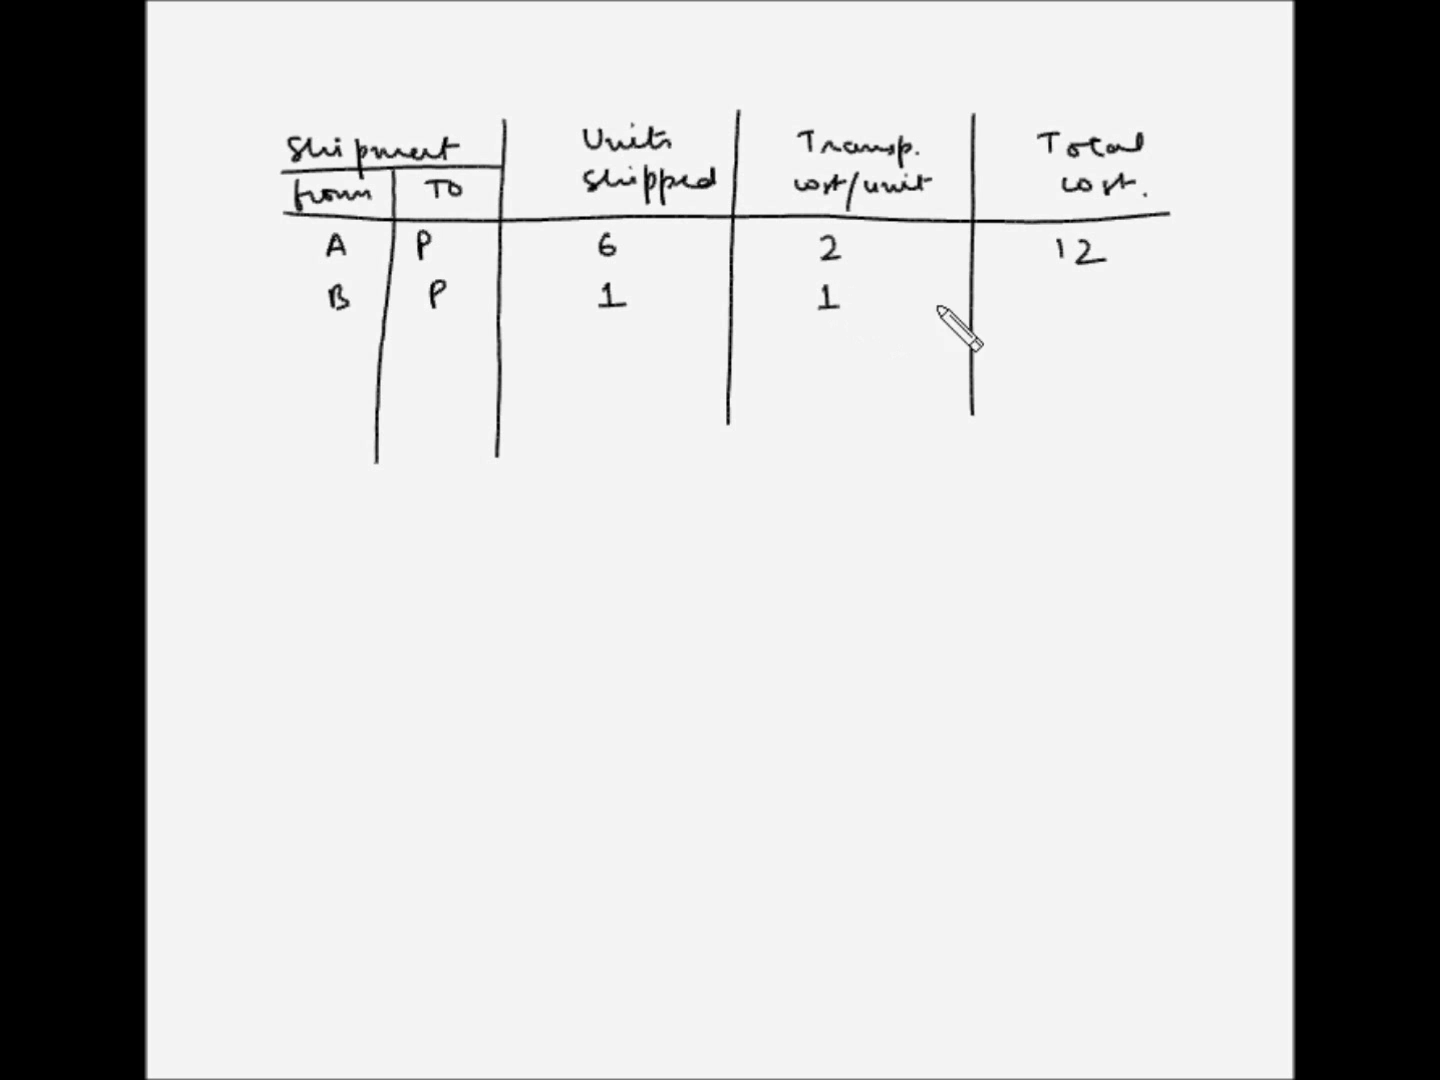 Shipment Units Transp. Total
from To shipped cost/unit cost.
A P 6 2 12
B P 1 1